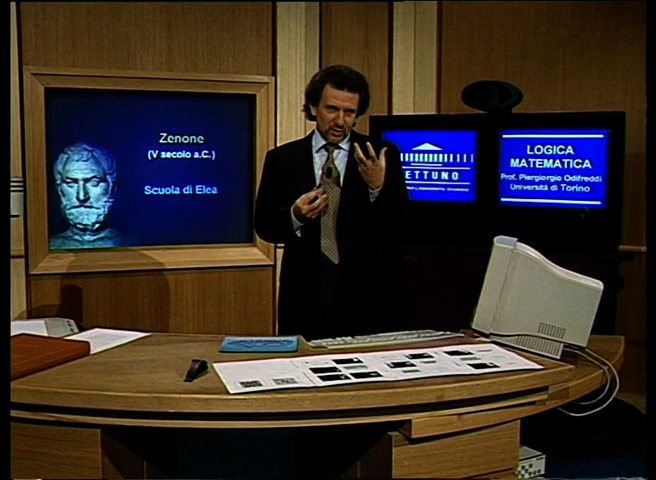 Zenone
(V secolo a.C.)
Scuola di Elea
ETTUNO
LOGICA
MATEMATICA
Prof. Piergiorgio Odifreddi
Università di Torino